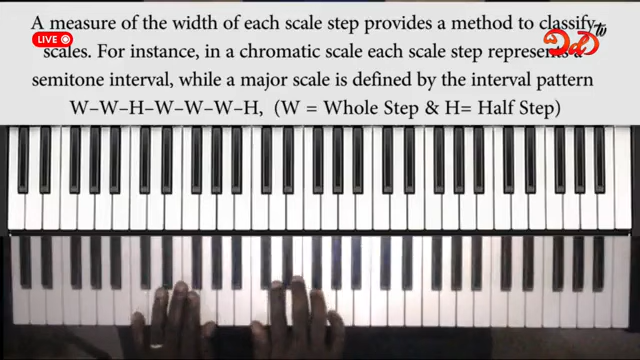 A measure of the width of each scale step provides a method to classify
LIVE
scales. For instance, in a chromatic scale each scale step represents a
semitone interval, while a major scale is defined by the interval pattern
W–W–H–W–W–W–H, (W = Whole Step & H= Half Step)